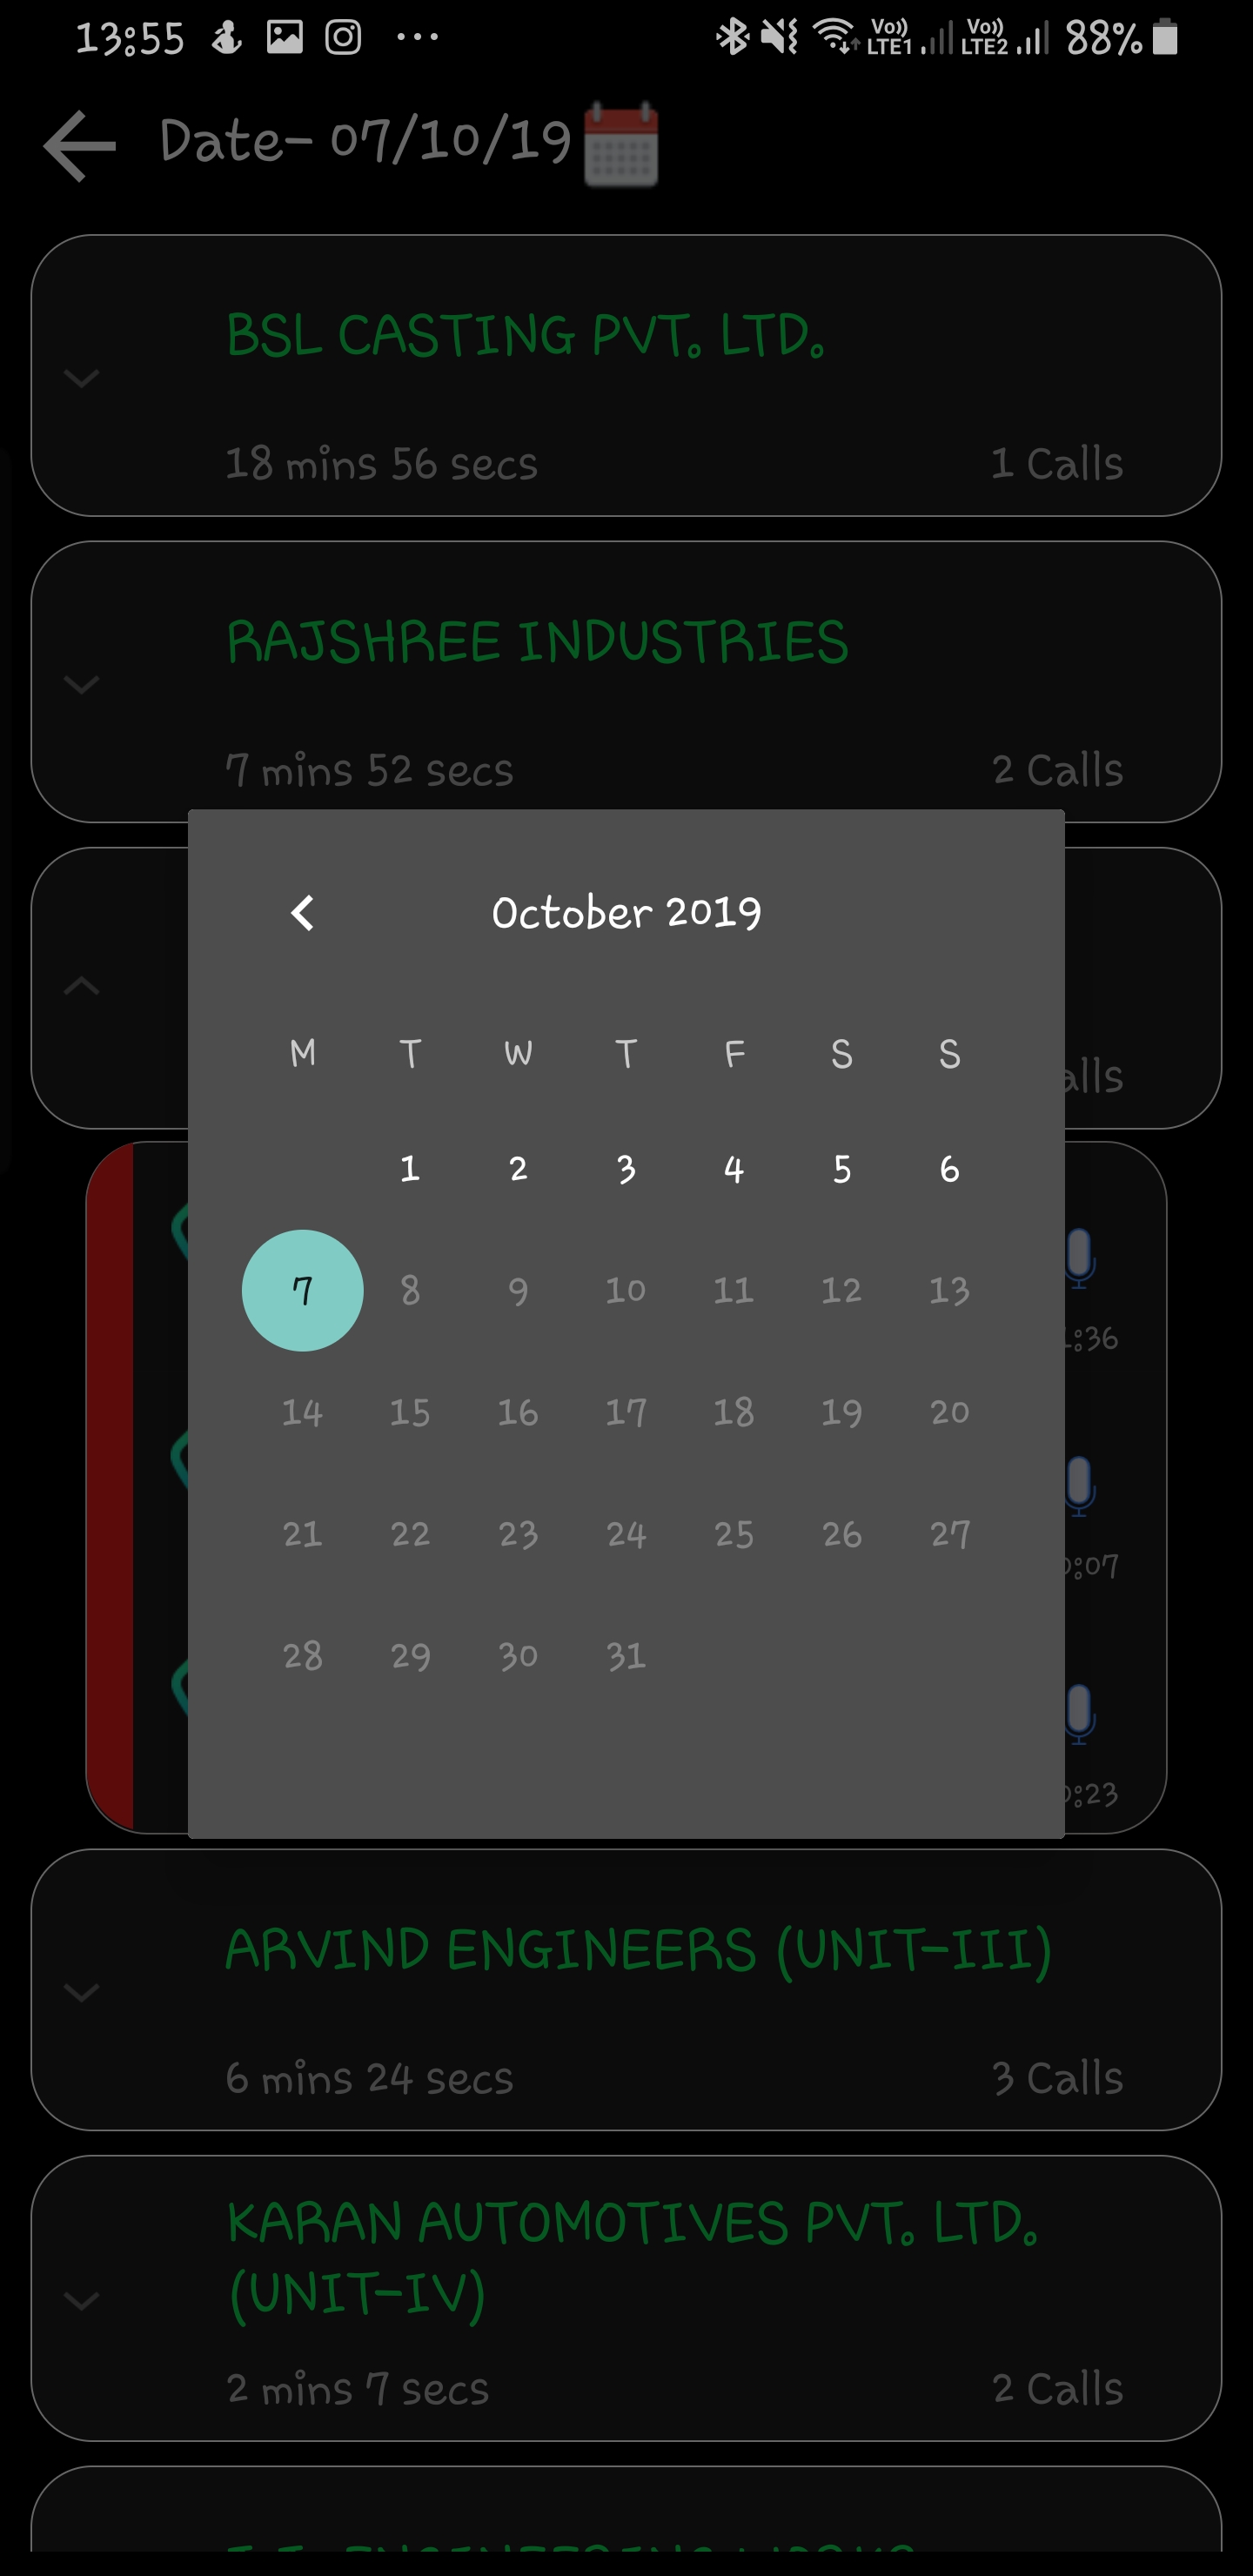 13:55
Vo)) LTE1 Vo)) LTE2 88%
Date- 07/10/19
BSL CASTING PVT. LTD.
18 mins 56 secs 1 Calls
RAJSHREE INDUSTRIES
7 mins 52 secs 2 Calls
October 2019
M T W T F S S
1 2 3 4 5 6
7 8 9 10 11 12 13
14 15 16 17 18 19 20
21 22 23 24 25 26 27
28 29 30 31
ARVIND ENGINEERS (UNIT-III)
6 mins 24 secs 3 Calls
KARAN AUTOMOTIVES PVT. LTD.
(UNIT-IV)
2 mins 7 secs 2 Calls